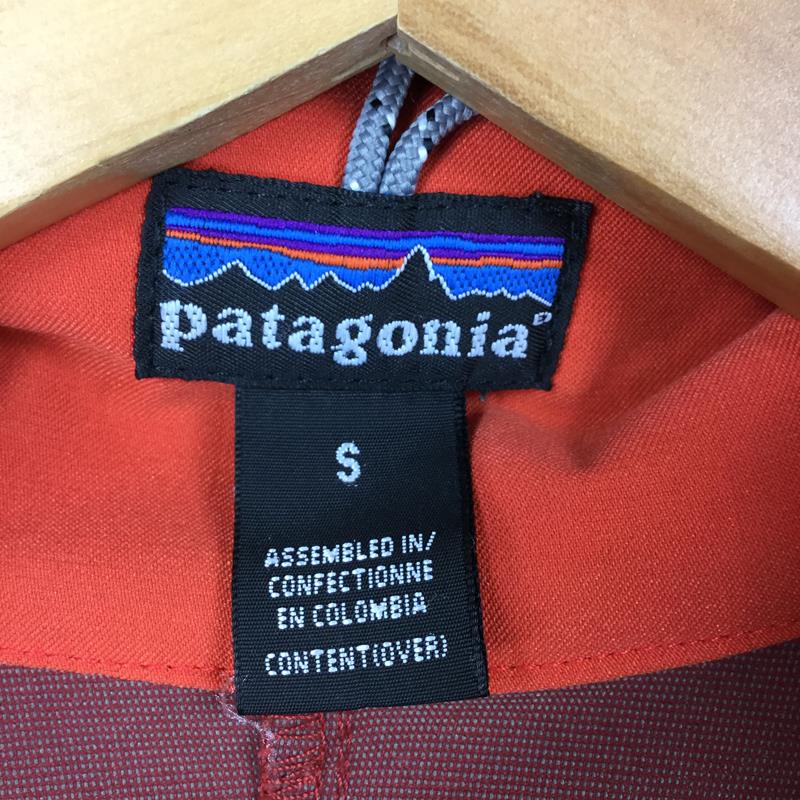 patagonia®
S
ASSEMBLED IN/
CONFECTIONNE
EN COLOMBIA
CONTENT(OVER)